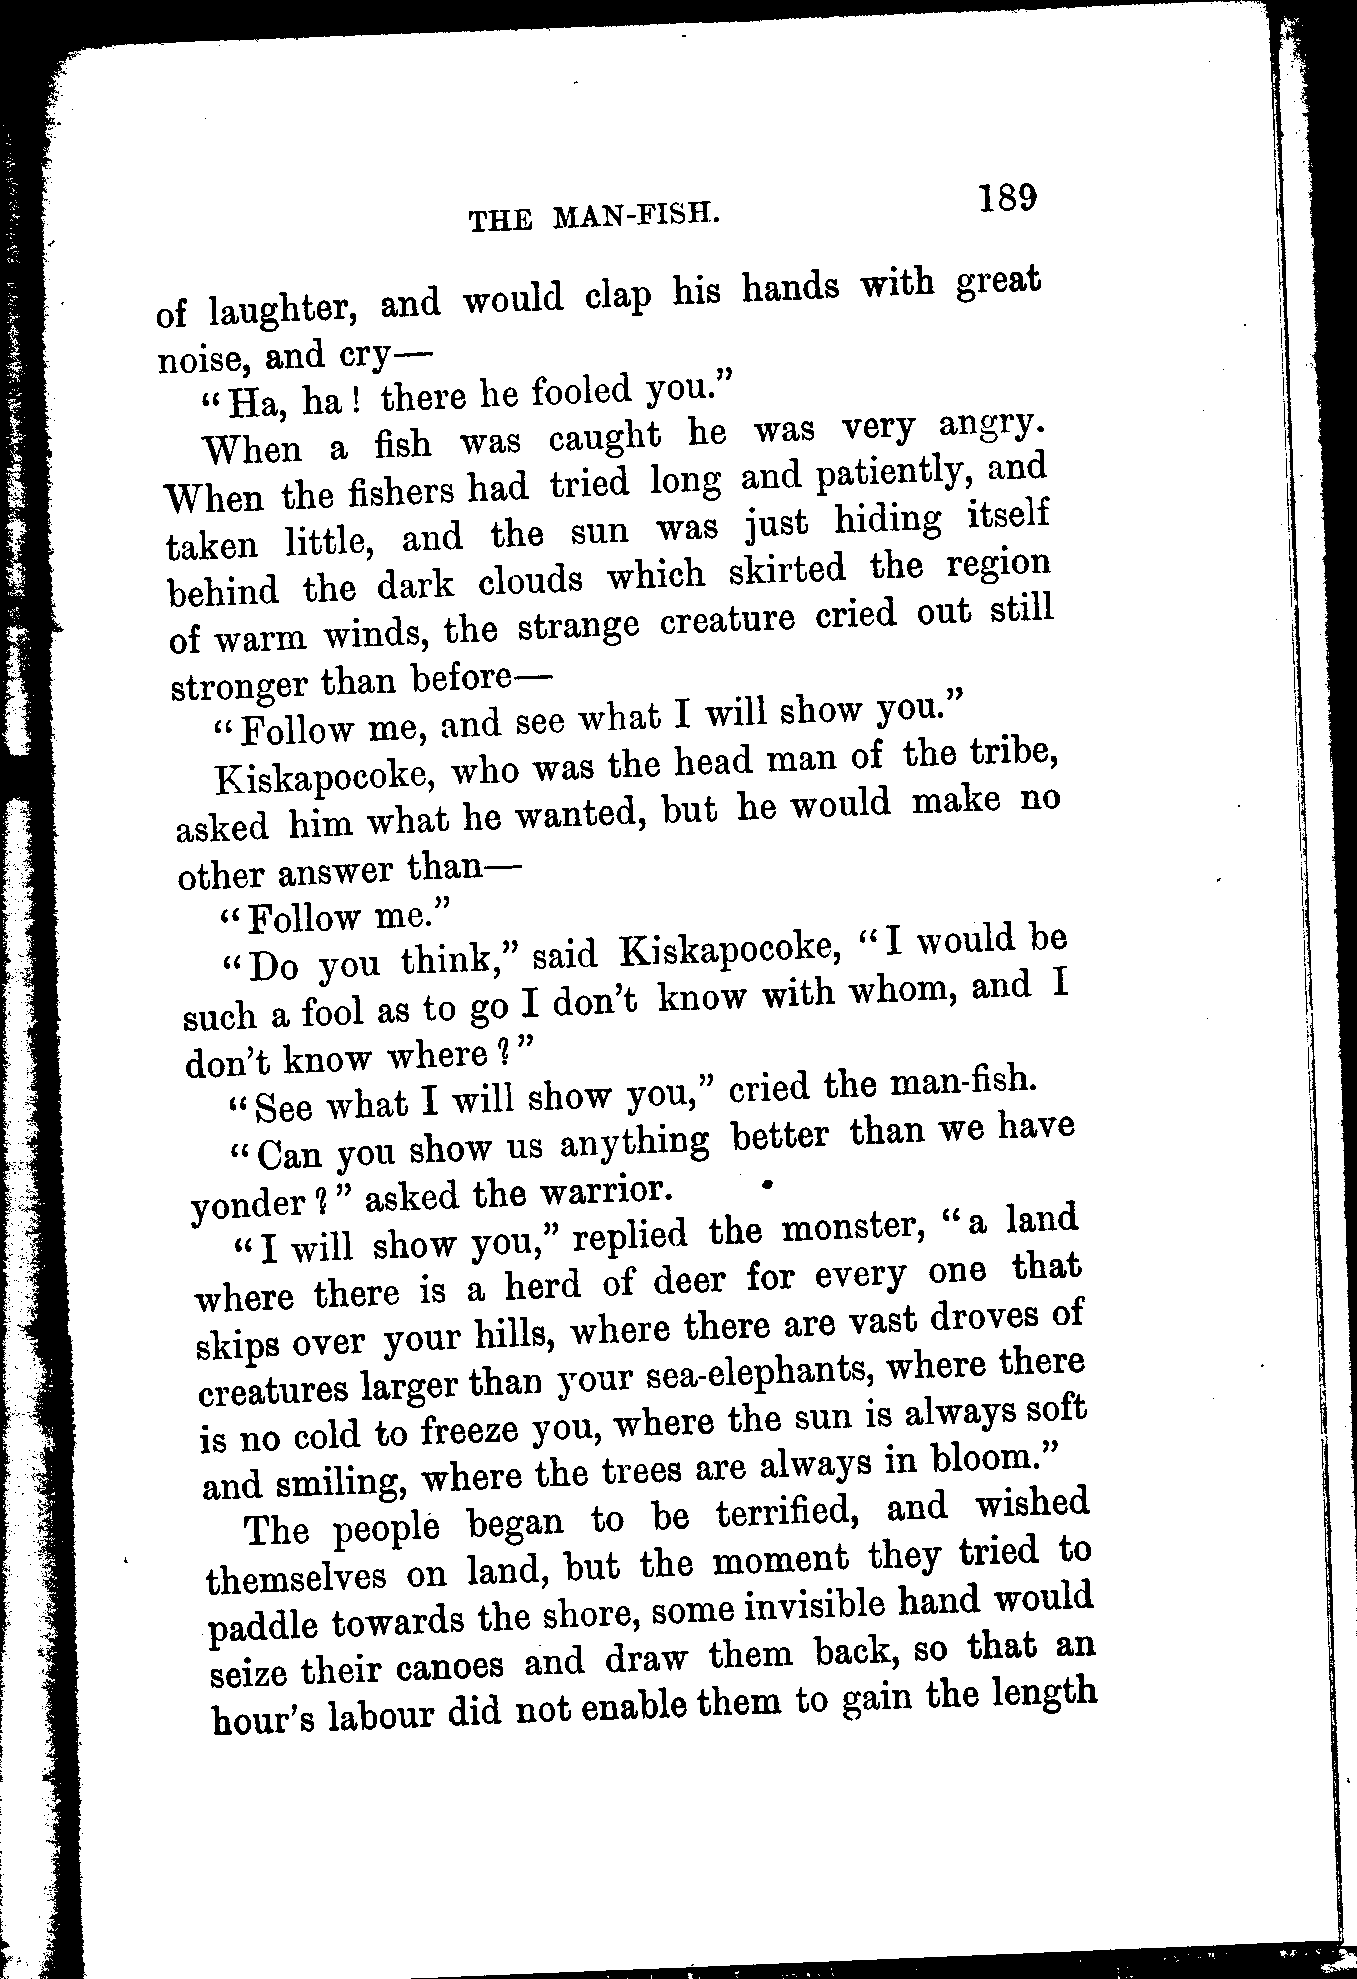 THE MAN-FISH. 189
of laughter, and would clap his hands with great
noise, and cry—
“Ha, ha! there he fooled you.”
When a fish was caught he was very angry.
When the fishers had tried long and patiently, and
taken little, and the sun was just hiding itself
behind the dark clouds which skirted the region
of warm winds, the strange creature cried out still
stronger than before—
“Follow me, and see what I will show you.”
Kiskapocoke, who was the head man of the tribe,
asked him what he wanted, but he would make no
other answer than—
“Follow me.”
“Do you think,” said Kiskapocoke, “I would be
such a fool as to go I don’t know with whom, and I
don’t know where?”
“See what I will show you,” cried the man-fish.
“Can you show us anything better than we have
yonder?” asked the warrior.
“I will show you,” replied the monster, “a land
where there is a herd of deer for every one that
skips over your hills, where there are vast droves of
creatures larger than your sea-elephants, where there
is no cold to freeze you, where the sun is always soft
and smiling, where the trees are always in bloom.”
The people began to be terrified, and wished
themselves on land, but the moment they tried to
paddle towards the shore, some invisible hand would
seize their canoes and draw them back, so that an
hour’s labour did not enable them to gain the length